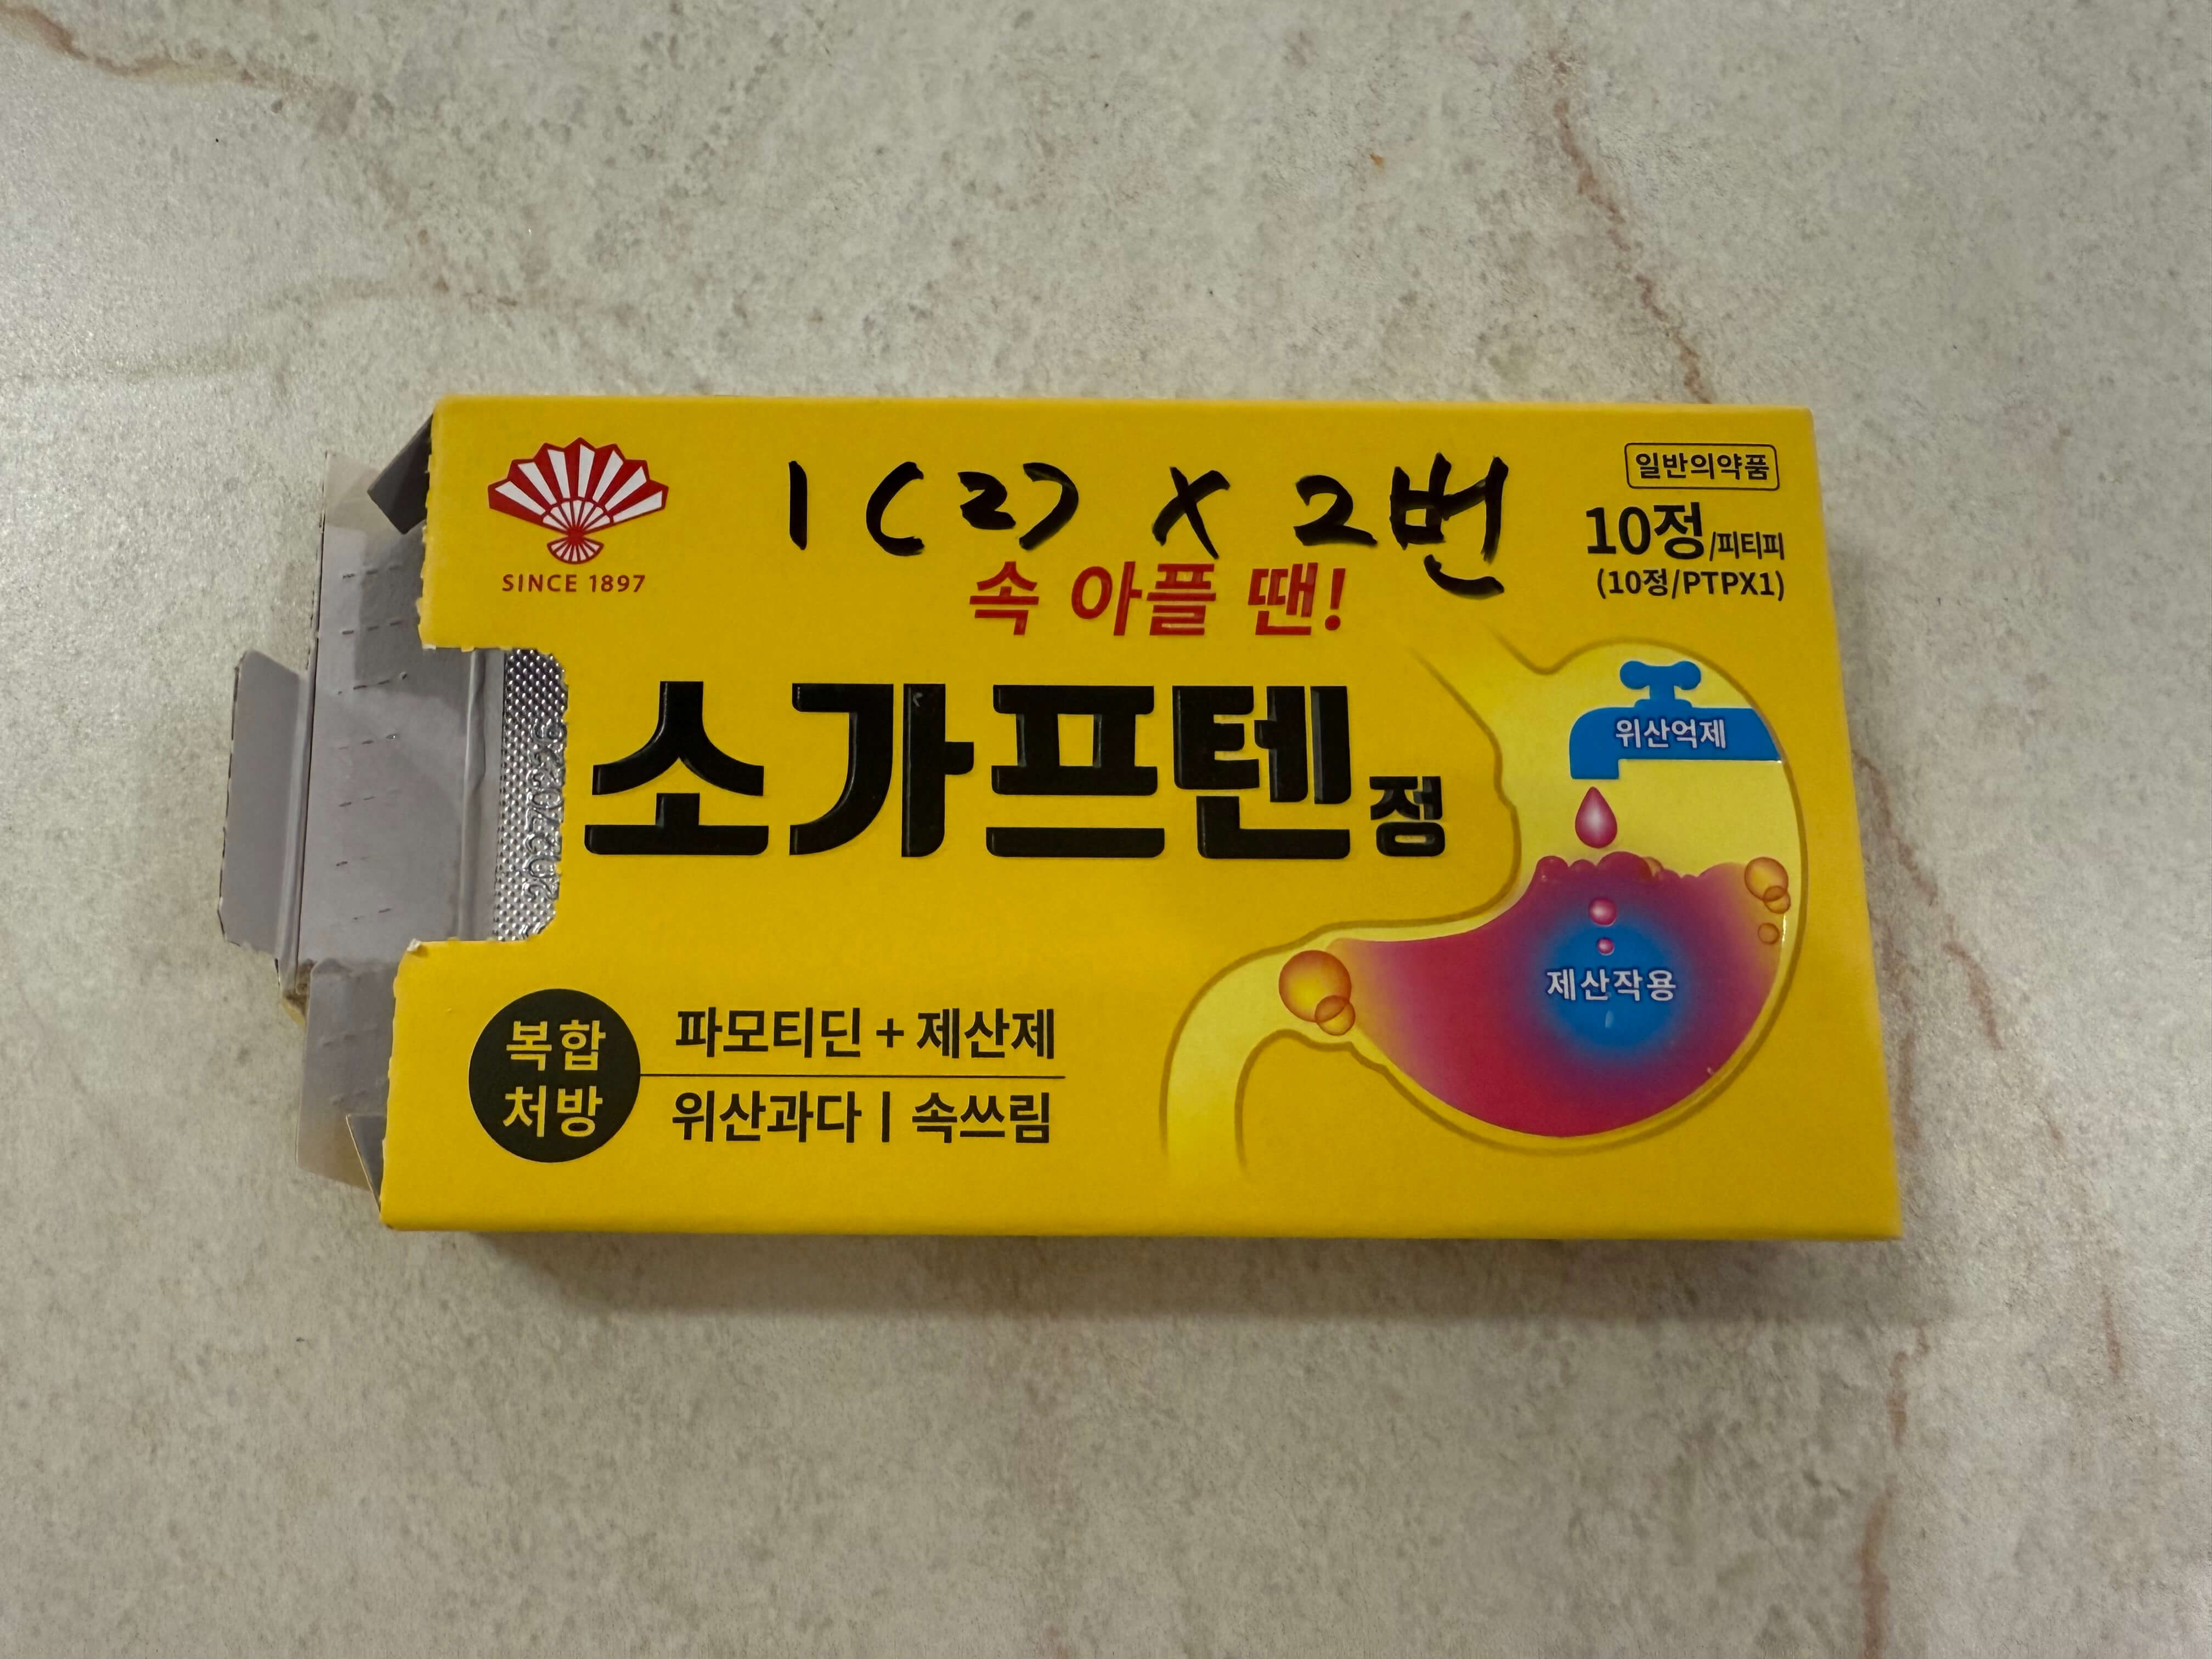 1 (2) X 2번
일반의약품
10정/피티피
(10정/PTPX1)
SINCE 1897
속 아플 땐!
소가프텐정
위산억제
제산작용
복합
처방
파모티딘 + 제산제
위산과다 | 속쓰림